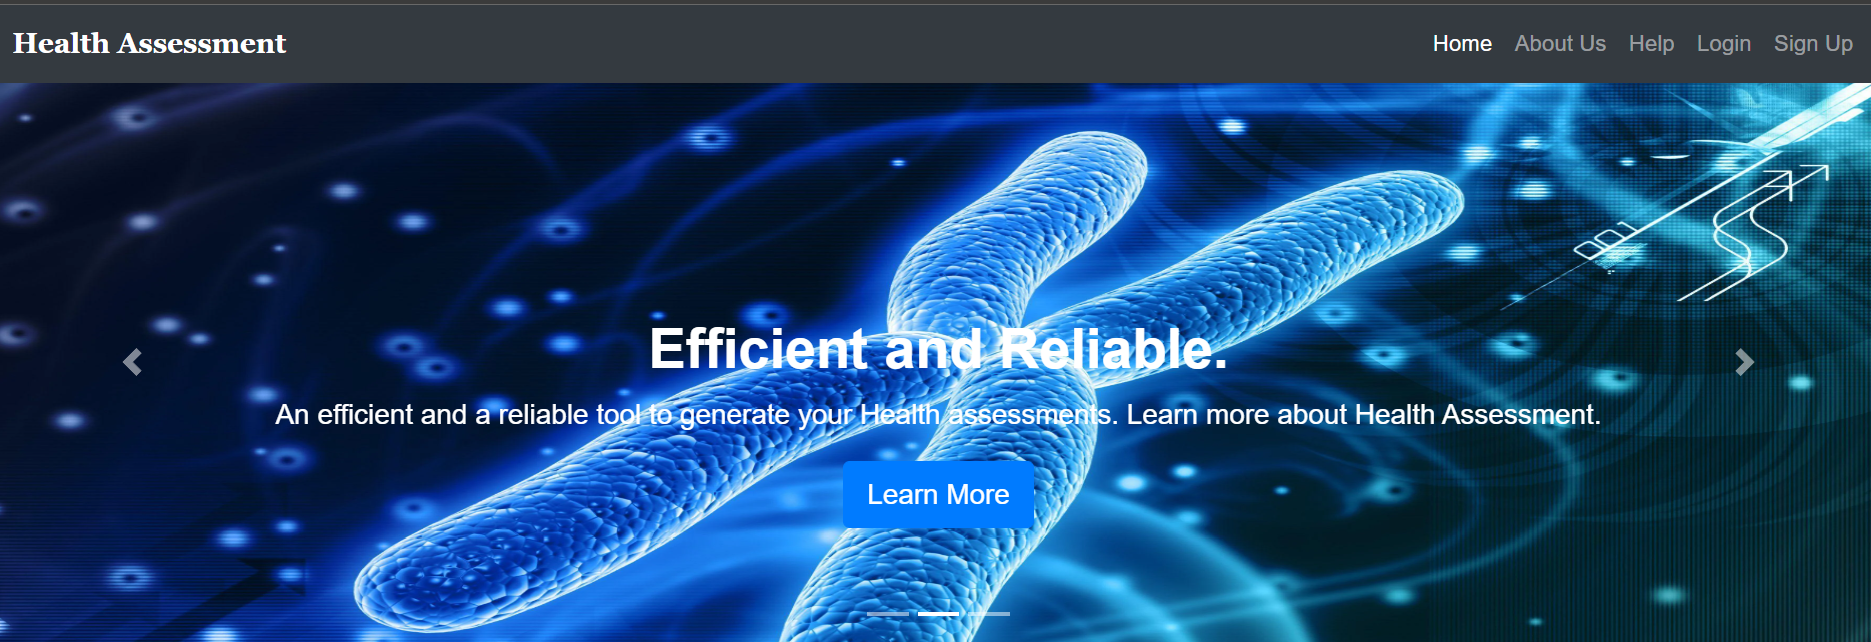 Health Assessment
Home About Us Help Login Sign Up
Efficient and Reliable.
An efficient and a reliable tool to generate your Health assessments. Learn more about Health Assessment.
Learn More